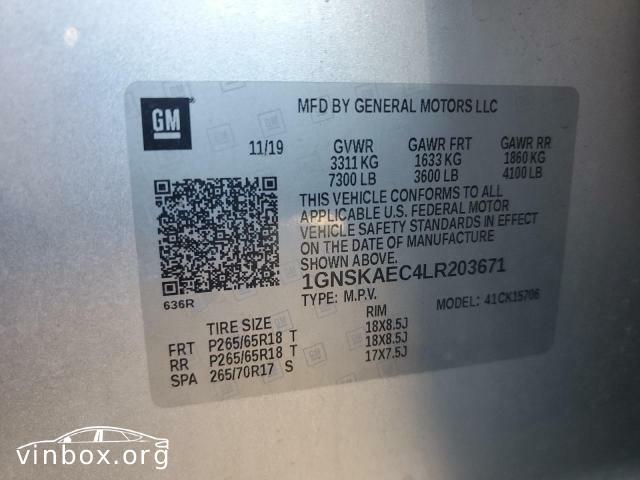 GM
MFD BY GENERAL MOTORS LLC
11/19 GVWR GAWR FRT GAWR RR
3311 KG 1633 KG 1860 KG
7300 LB 3600 LB 4100 LB
THIS VEHICLE CONFORMS TO ALL
APPLICABLE U.S. FEDERAL MOTOR
VEHICLE SAFETY STANDARDS IN EFFECT
ON THE DATE OF MANUFACTURE
SHOWN ABOVE.
1GNSKAEC4LR203671
636R
TYPE: M.P.V. MODEL: 41CK15706
TIRE SIZE RIM
FRT P265/65R18 T 18X8.5J
RR P265/65R18 T 18X8.5J
SPA 265/70R17 S 17X7.5J
vinbox.org